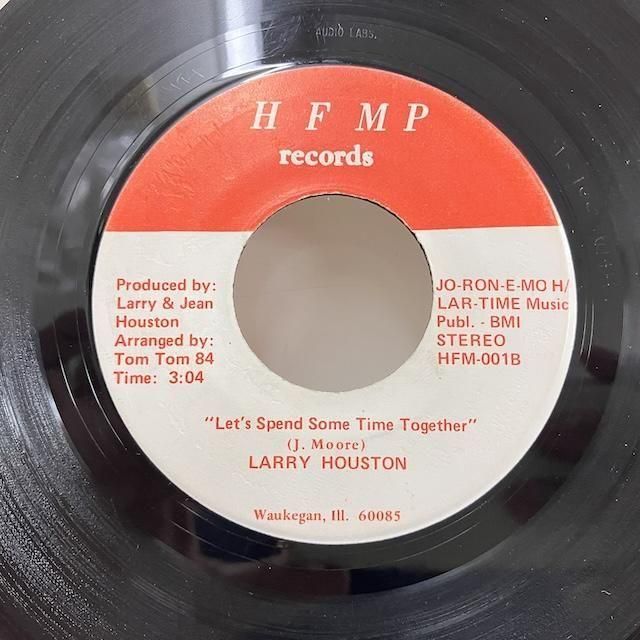 AUDIO LABS.
H F M P
records
Produced by:
Larry & Jean
Houston
Arranged by:
Tom Tom 84
Time: 3:04
JO-RON-E-MO H/
LAR-TIME Music
Publ. - BMI
STEREO
HFM-001B
"Let's Spend Some Time Together"
(J. Moore)
LARRY HOUSTON
Waukegan, Ill. 60085